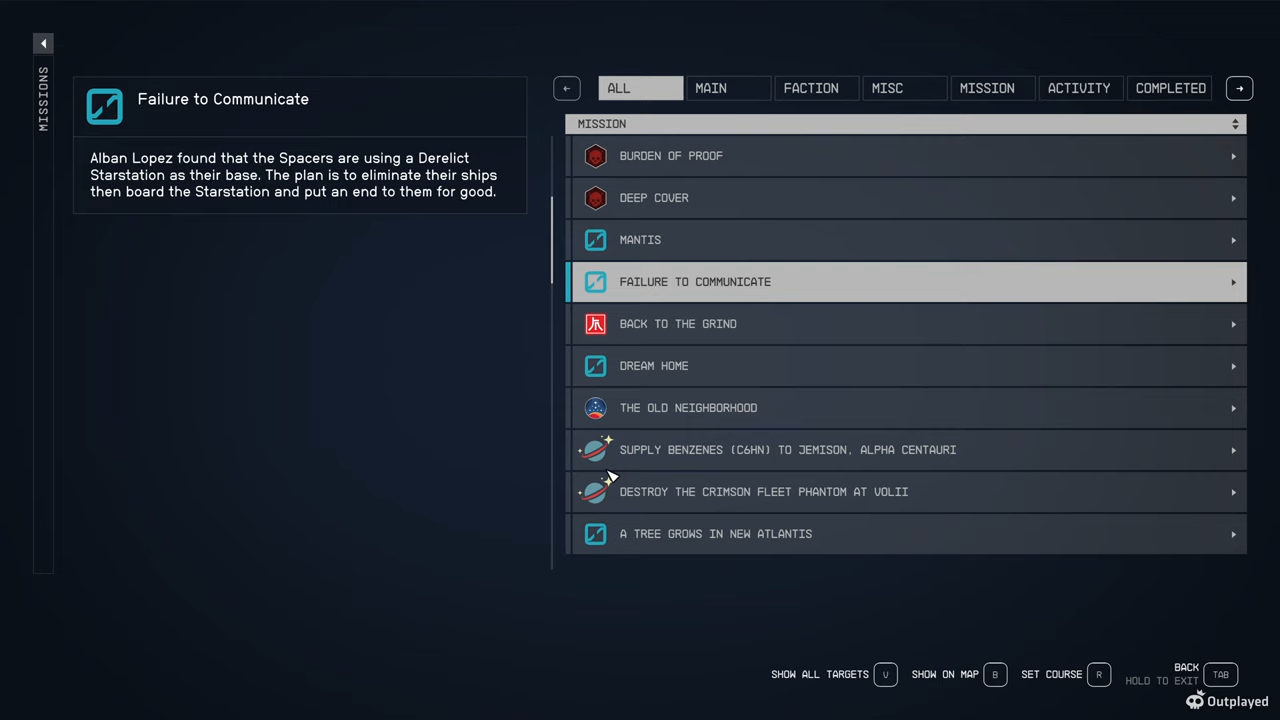 MISSIONS
Failure to Communicate
Alban Lopez found that the Spacers are using a Derelict
Starstation as their base. The plan is to eliminate their ships
then board the Starstation and put an end to them for good.
ALL MAIN FACTION MISC MISSION ACTIVITY COMPLETED
MISSION
BURDEN OF PROOF
DEEP COVER
MANTIS
FAILURE TO COMMUNICATE
BACK TO THE GRIND
DREAM HOME
THE OLD NEIGHBORHOOD
SUPPLY BENZENES (C6HN) TO JEMISON, ALPHA CENTAURI
DESTROY THE CRIMSON FLEET PHANTOM AT VOLII
A TREE GROWS IN NEW ATLANTIS
SHOW ALL TARGETS V SHOW ON MAP B SET COURSE R BACK
HOLD TO EXIT TAB
Outplayed